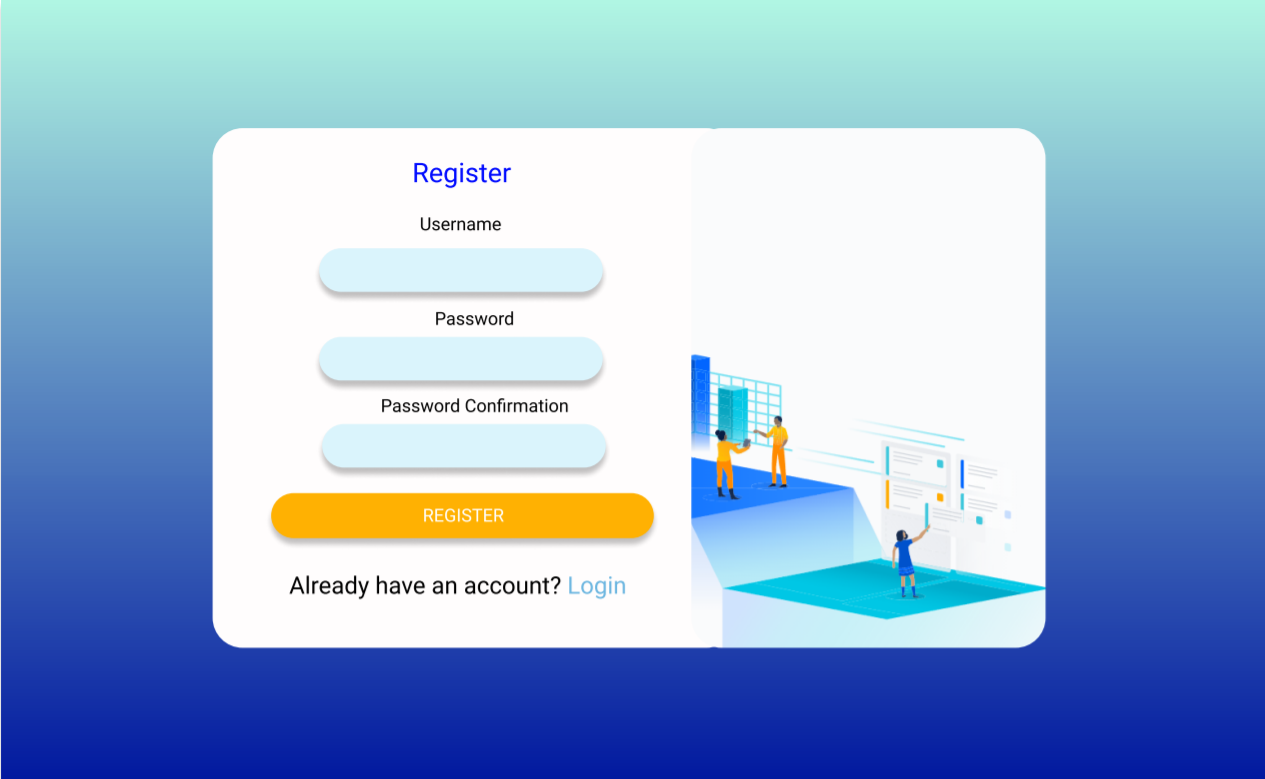 Register
Username
Password
Password Confirmation
REGISTER
Already have an account? Login